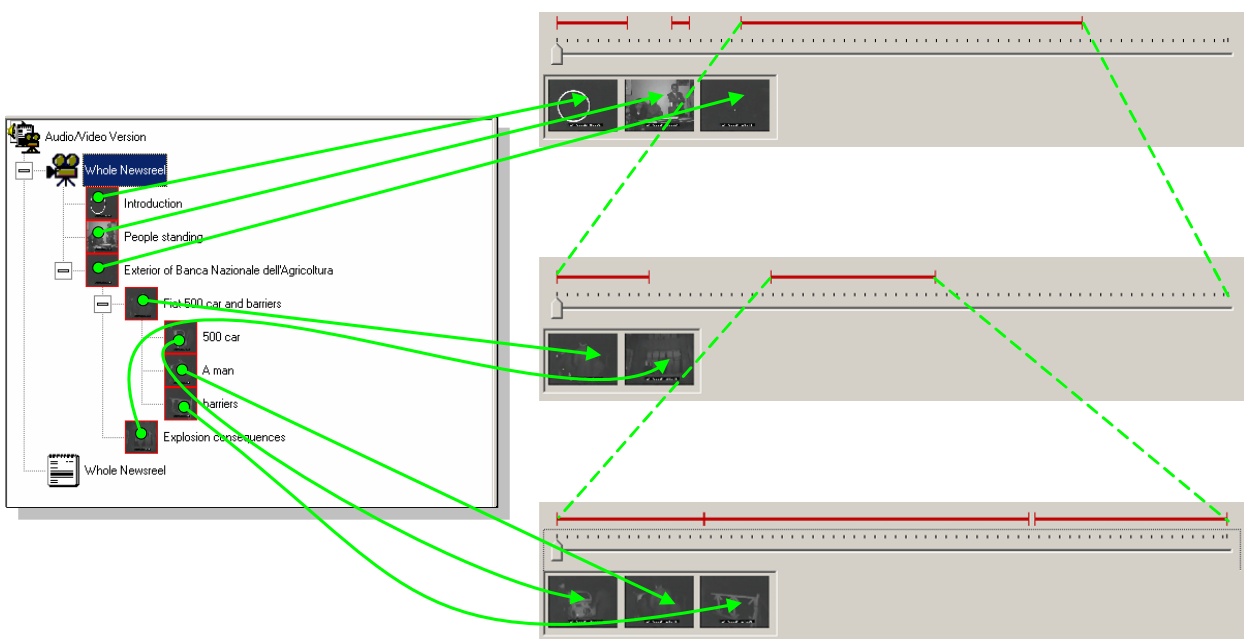 Audio/Video Version
Whole Newsreel
Introduction
People standing
Exterior of Banca Nazionale dell'Agricoltura
Fiat 500 car and barriers
500 car
A man
barriers
Explosion consequences
Whole Newsreel